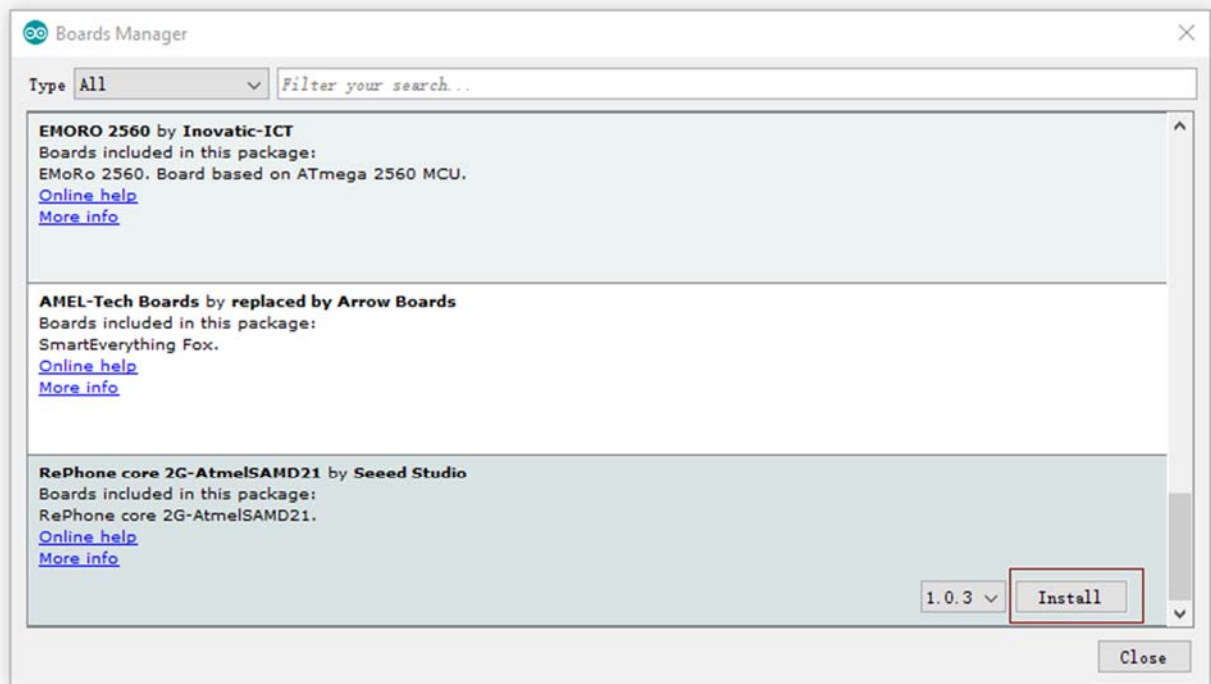 Boards Manager
Type All Filter your search...
EMORO 2560 by Inovatic-ICT
Boards included in this package:
EMoRo 2560. Board based on ATmega 2560 MCU.
Online help
More info
AMEL-Tech Boards by replaced by Arrow Boards
Boards included in this package:
SmartEverything Fox.
Online help
More info
RePhone core 2G-AtmelSAMD21 by Seeed Studio
Boards included in this package:
RePhone core 2G-AtmelSAMD21.
Online help
More info
1.0.3 Install
Close